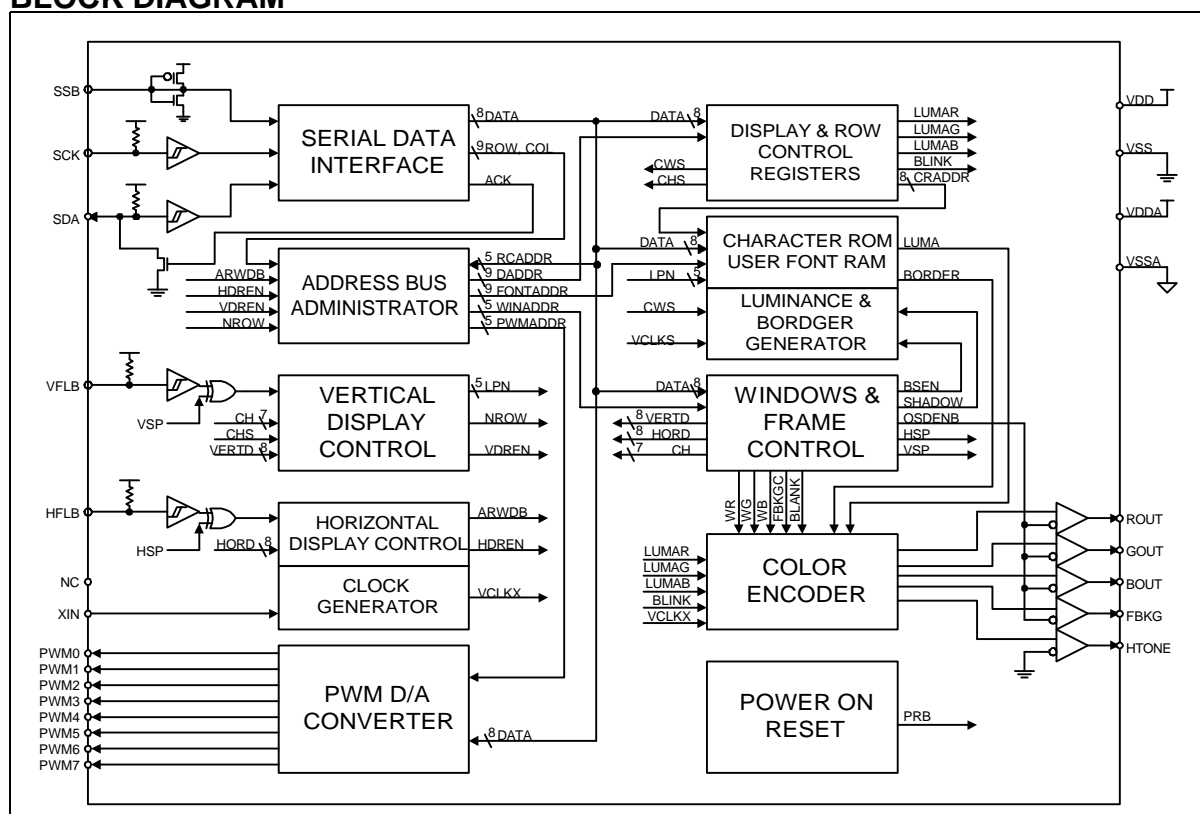 BLOCK DIAGRAM
SSB
SCK
SDA
SERIAL DATA
INTERFACE
8 DATA
9 ROW, COL
ACK
ARWDB
HDREN
VDREN
NROW
ADDRESS BUS
ADMINISTRATOR
5 RCADDR
9 DADDR
9 FONTADDR
5 WINADDR
5 PWMADDR
VFLB
VSP
CH 7
CHS
VERTD 8
VERTICAL
DISPLAY
CONTROL
5 LPN
NROW
VDREN
HFLB
HSP
HORD 8
HORIZONTAL
DISPLAY CONTROL
ARWDB
HDREN
NC
XIN
CLOCK
GENERATOR
VCLKX
PWM0
PWM1
PWM2
PWM3
PWM4
PWM5
PWM6
PWM7
PWM D/A
CONVERTER
8 DATA
DATA 8
CWS
CHS
DISPLAY & ROW
CONTROL
REGISTERS
LUMAR
LUMAG
LUMAB
BLINK
8 CRADDR
DATA 8
LPN 5
CHARACTER ROM
USER FONT RAM
LUMA
BORDER
CWS
VCLKS
LUMINANCE &
BORDGER
GENERATOR
DATA 8
8 VERTD
8 HORD
7 CH
WINDOWS &
FRAME
CONTROL
BSEN
SHADOW
OSDENB
HSP
VSP
WR
WG
WB
FBKGC
BLANK
LUMAR
LUMAG
LUMAB
BLINK
VCLKX
COLOR
ENCODER
ROUT
GOUT
BOUT
FBKG
HTONE
POWER ON
RESET
PRB
VDD
VSS
VDDA
VSSA